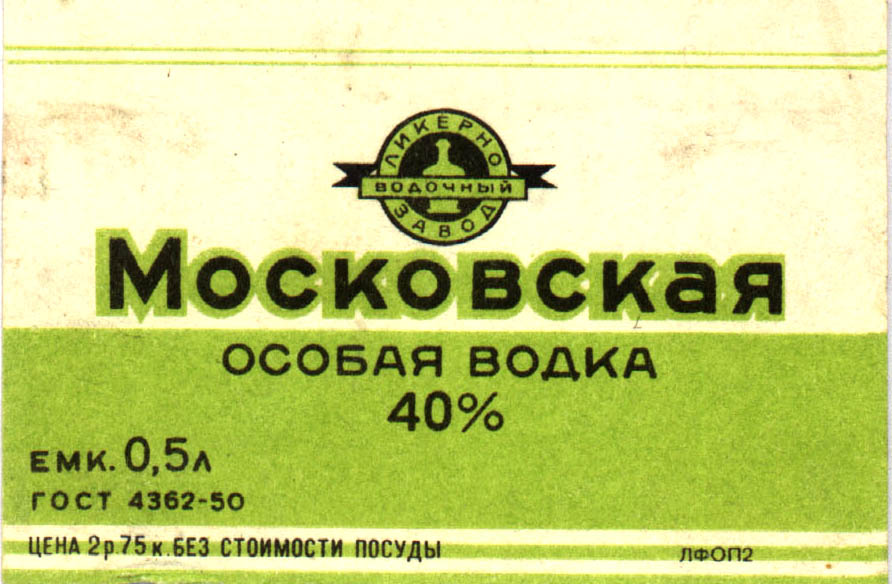 ЛИКЕРНО
ВОДОЧНЫЙ
ЗАВОД
Московская
ОСОБАЯ ВОДКА
40%
ЕМК. 0,5л
ГОСТ 4362-50
ЦЕНА 2р.75к.БЕЗ СТОИМОСТИ ПОСУДЫ
ЛФОП2